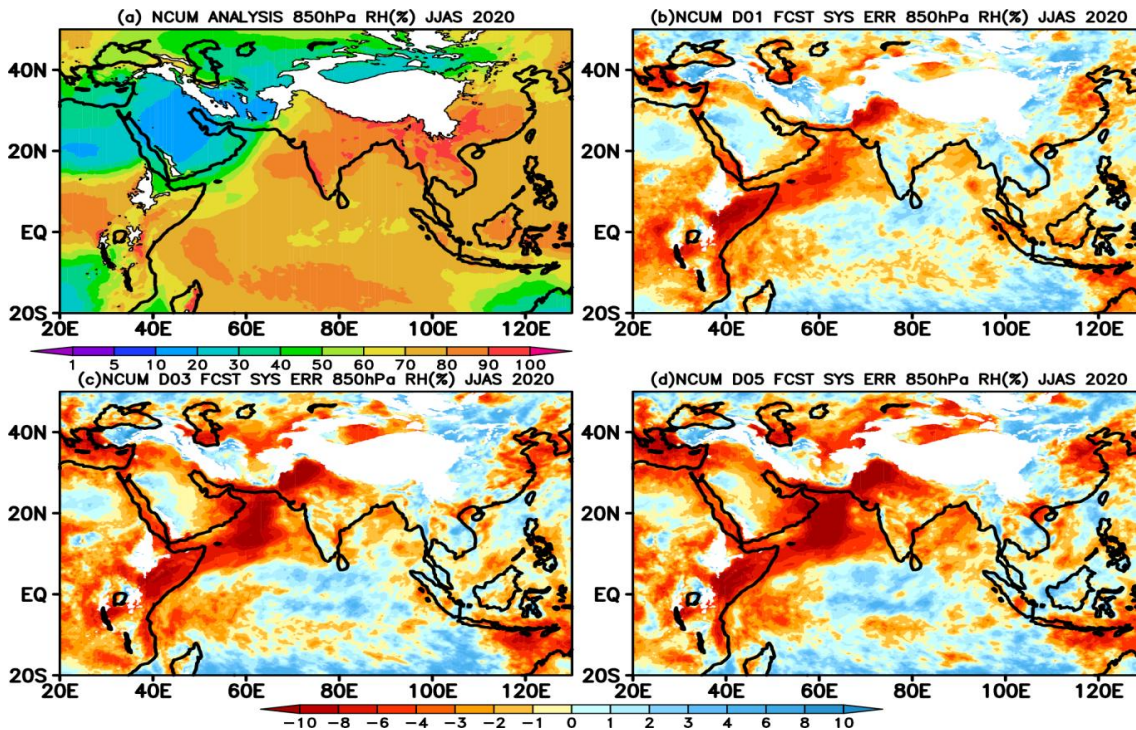 (a) NCUM ANALYSIS 850hPa RH(%) JJAS 2020
(b)NCUM D01 FCST SYS ERR 850hPa RH(%) JJAS 2020
40N
20N
EQ
20S
20E 40E 60E 80E 100E 120E
40N
20N
EQ
20S
20E 40E 60E 80E 100E 120E
1 5 10 20 30 40 50 60 70 80 90 100
(c)NCUM D03 FCST SYS ERR 850hPa RH(%) JJAS 2020
(d)NCUM D05 FCST SYS ERR 850hPa RH(%) JJAS 2020
40N
20N
EQ
20S
20E 40E 60E 80E 100E 120E
40N
20N
EQ
20S
20E 40E 60E 80E 100E 120E
−10 −8 −6 −4 −3 −2 −1 0 1 2 3 4 6 8 10